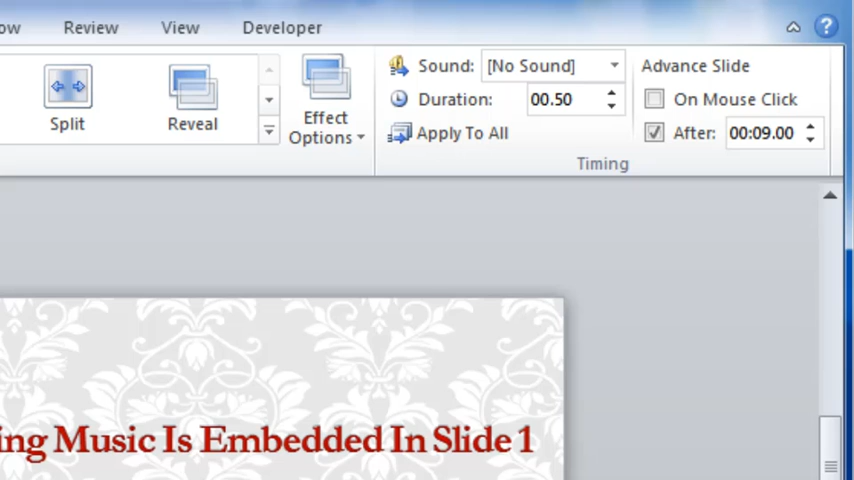 Review View Developer
Split
Reveal
Effect
Options
Sound: [No Sound]
Duration: 00.50
Apply To All
Advance Slide
On Mouse Click
After: 00:09.00
Timing
Music Is Embedded In Slide 1